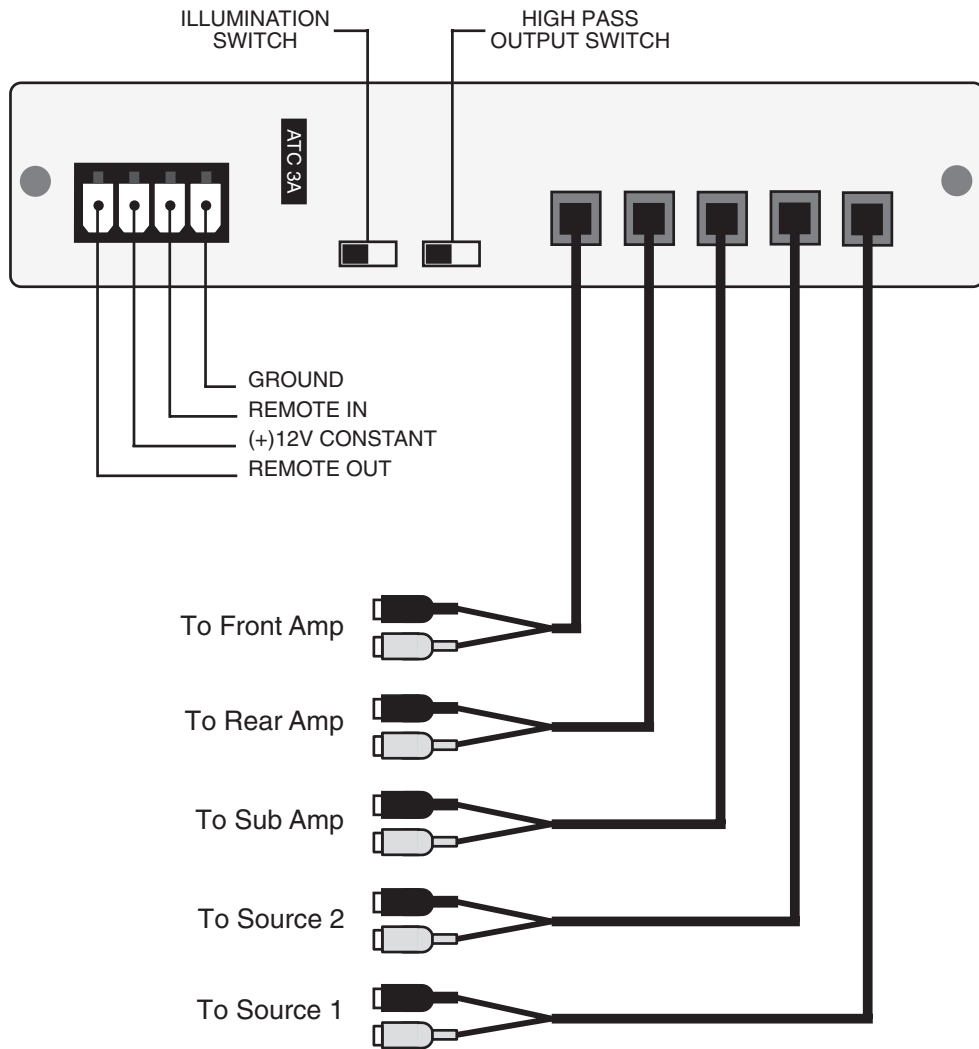 ILLUMINATION
SWITCH
HIGH PASS
OUTPUT SWITCH
ATC 3A
GROUND
REMOTE IN
(+)12V CONSTANT
REMOTE OUT
To Front Amp
To Rear Amp
To Sub Amp
To Source 2
To Source 1